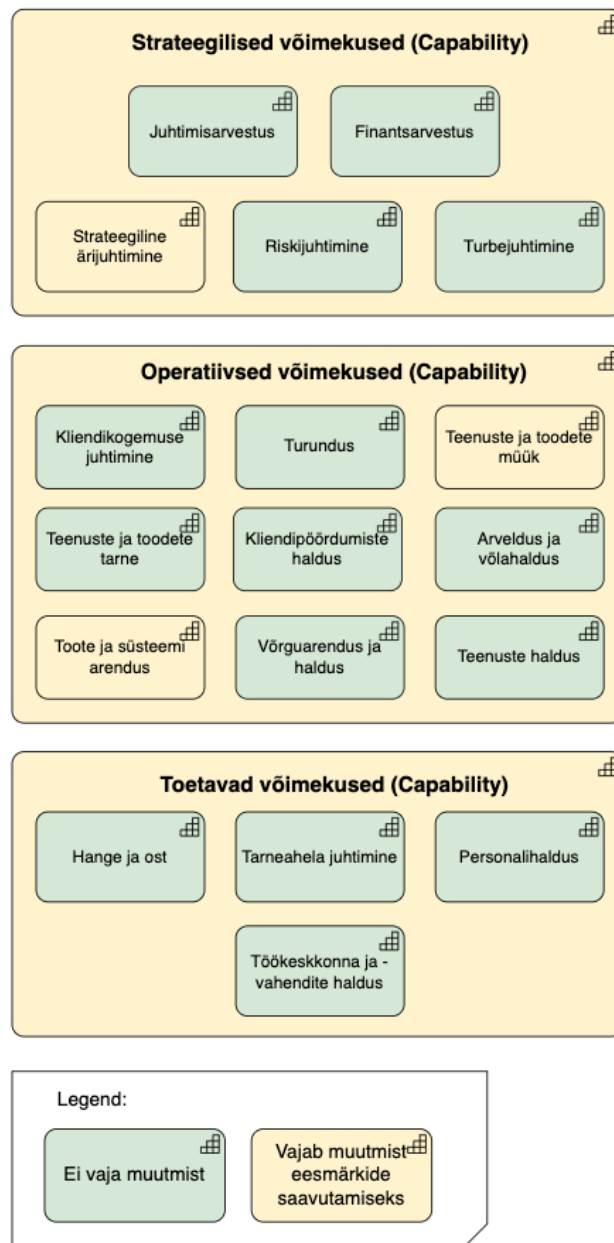 Strateegilised võimekused (Capability)
Juhtimisarvestus
Finantsarvestus
Strateegiline
ärijuhtimine
Riskijuhtimine
Turbejuhtimine
Operatiivsed võimekused (Capability)
Kliendikogemuse
juhtimine
Turundus
Teenuste ja toodete
müük
Teenuste ja toodete
tarne
Kliendipöördumiste
haldus
Arveldus ja
võlahaldus
Toote ja süsteemi
arendus
Võrguarendus ja
haldus
Teenuste haldus
Toetavad võimekused (Capability)
Hange ja ost
Tarneahela juhtimine
Personalihaldus
Töökeskkonna ja -
vahendite haldus
Legend:
Ei vaja muutmist
Vajab muutmist
eesmärkide
saavutamiseks